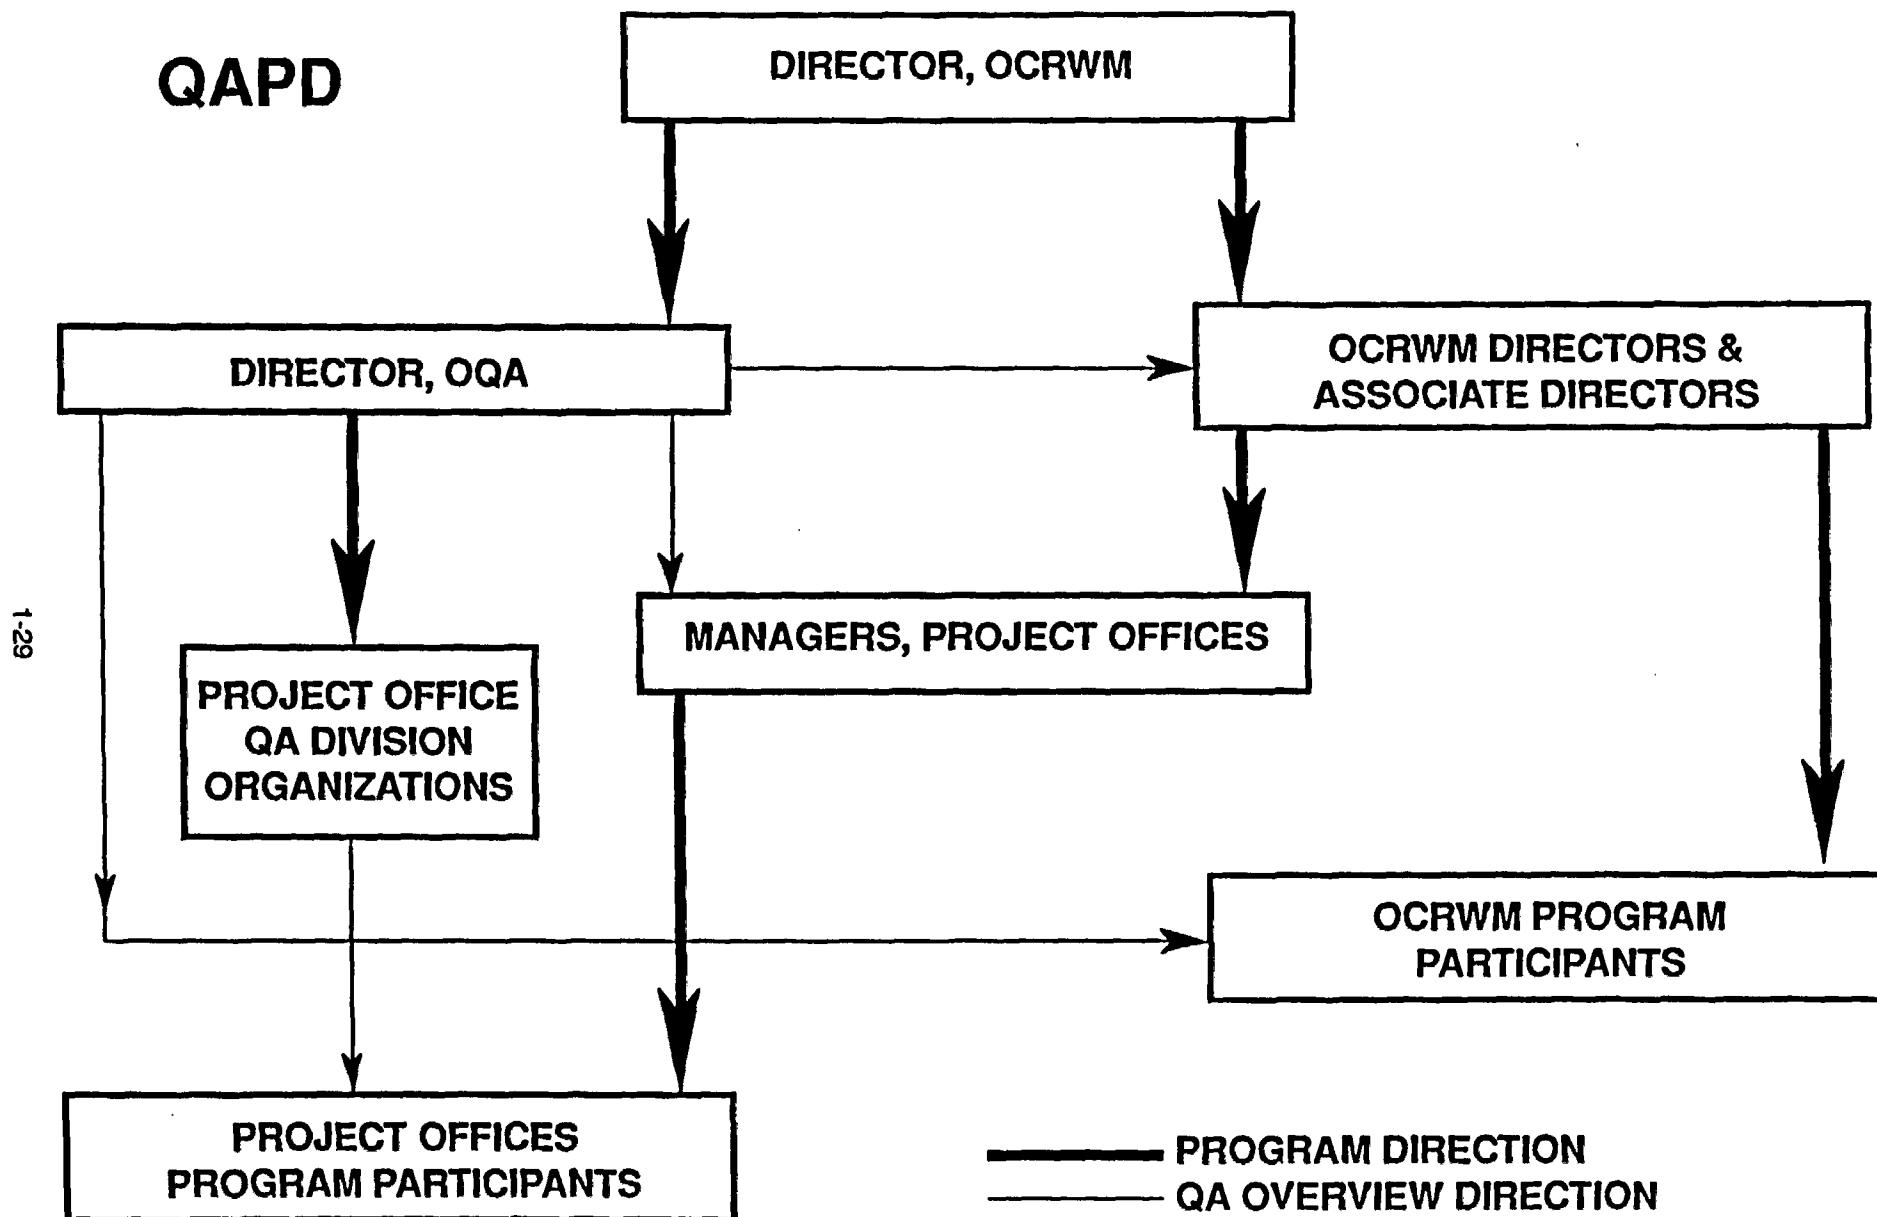 QAPD
DIRECTOR, OCRWM
DIRECTOR, OQA
OCRWM DIRECTORS &
ASSOCIATE DIRECTORS
MANAGERS, PROJECT OFFICES
PROJECT OFFICE
QA DIVISION
ORGANIZATIONS
1-29
OCRWM PROGRAM
PARTICIPANTS
PROJECT OFFICES
PROGRAM PARTICIPANTS
PROGRAM DIRECTION
QA OVERVIEW DIRECTION